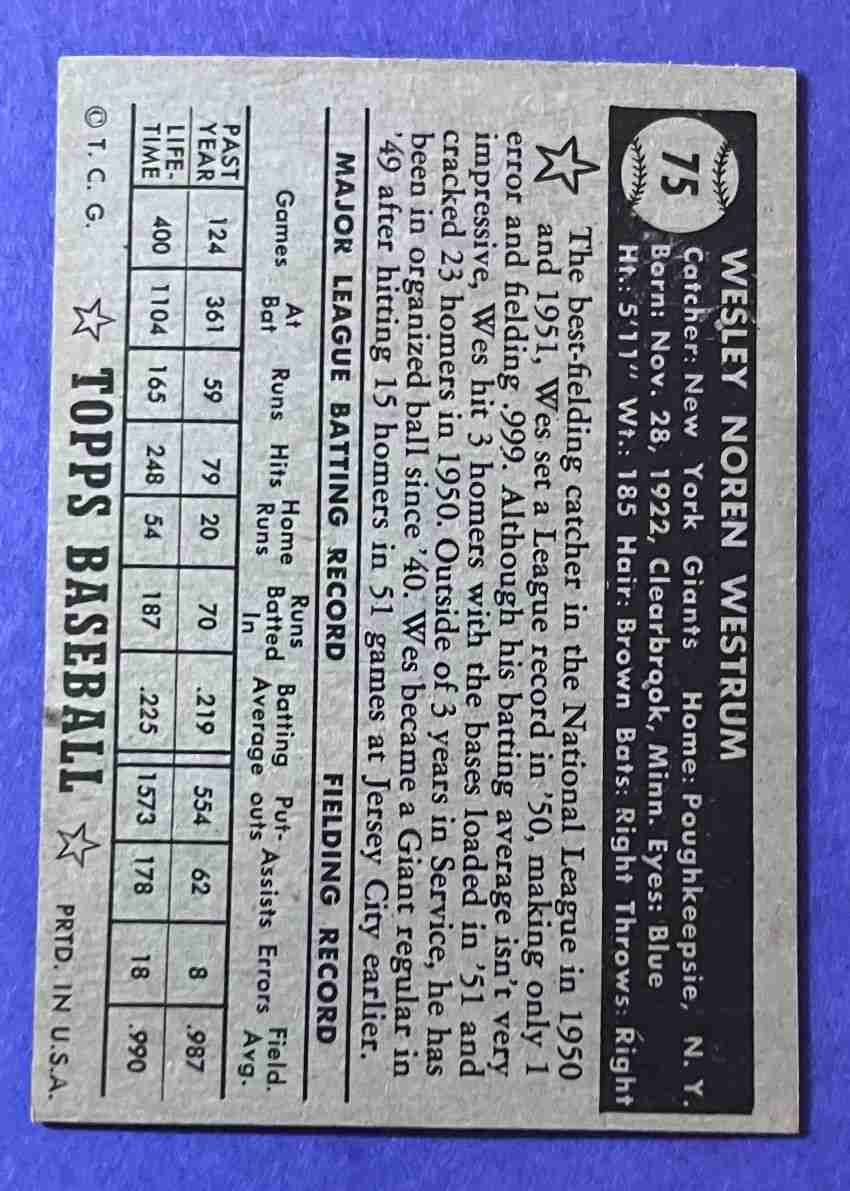 75
WESLEY NOREN WESTRUM
Catcher: New York Giants Home: Poughkeepsie, N. Y.
Born: Nov. 28, 1922, Clearbrook, Minn. Eyes: Blue
Ht.: 5'11" Wt.: 185 Hair: Brown Bats: Right Throws: Right
The best-fielding catcher in the National League in 1950
and 1951, Wes set a League record in '50, making only 1
error and fielding .999. Although his batting average isn't very
impressive, Wes hit 3 homers with the bases loaded in '51 and
cracked 23 homers in 1950. Outside of 3 years in Service, he has
been in organized ball since '40. Wes became a Giant regular in
'49 after hitting 15 homers in 51 games at Jersey City earlier.
MAJOR LEAGUE BATTING RECORD FIELDING RECORD
Games At Bat Runs Hits Home Runs Runs Batted In Batting Average Put-outs Assists Errors Field. Avg.
PAST YEAR 124 361 59 79 20 70 .219 554 62 8 .987
LIFE-TIME 400 1104 165 248 54 187 .225 1573 178 18 .990
© T. C. G. TOPPS BASEBALL PRTD. IN U.S.A.